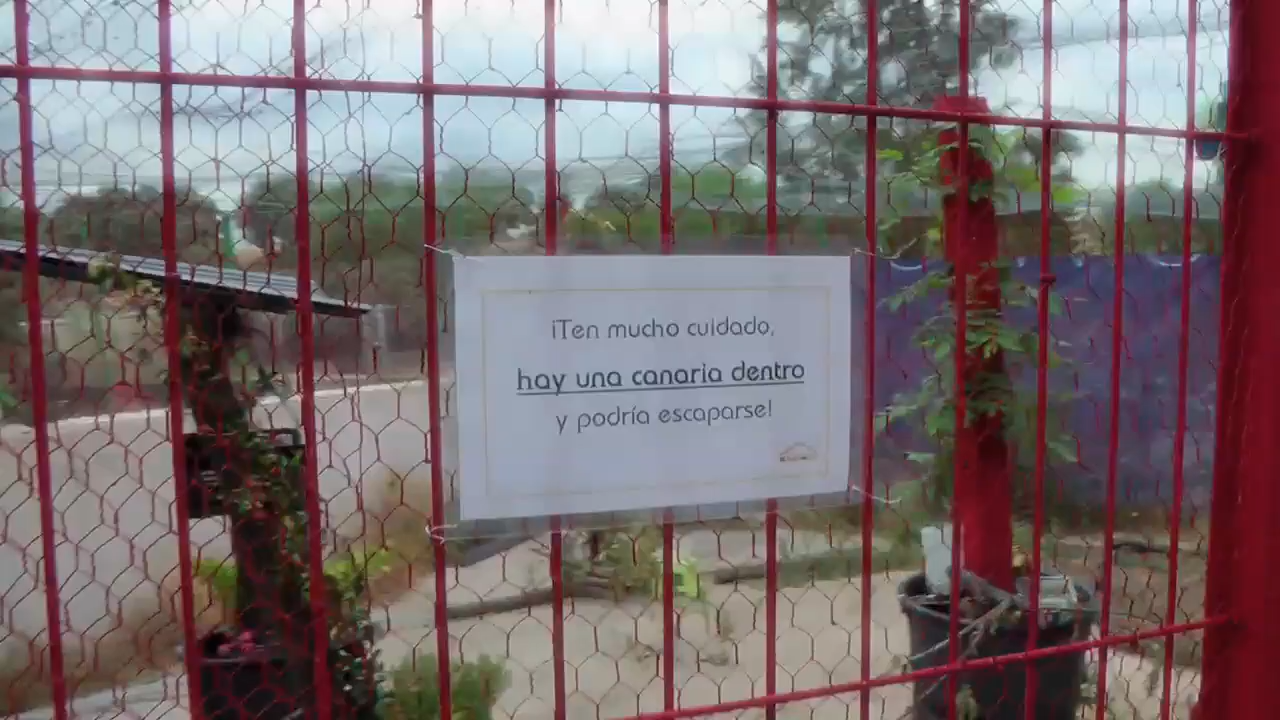 ¡Ten mucho cuidado,
hay una canaria dentro
y podría escaparse!